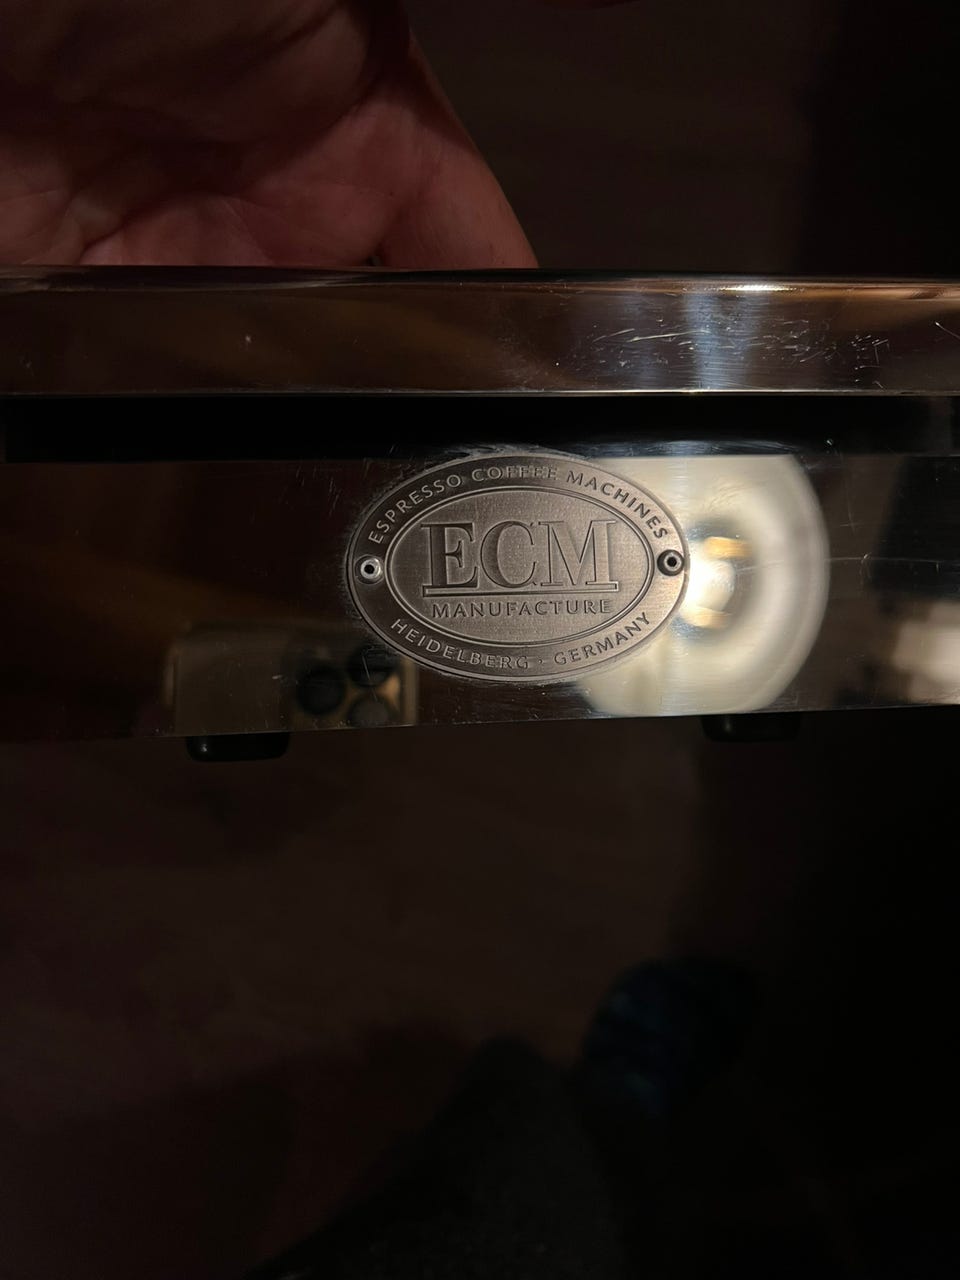 ESPRESSO COFFEE MACHINES
ECM
MANUFACTURE
HEIDELBERG · GERMANY